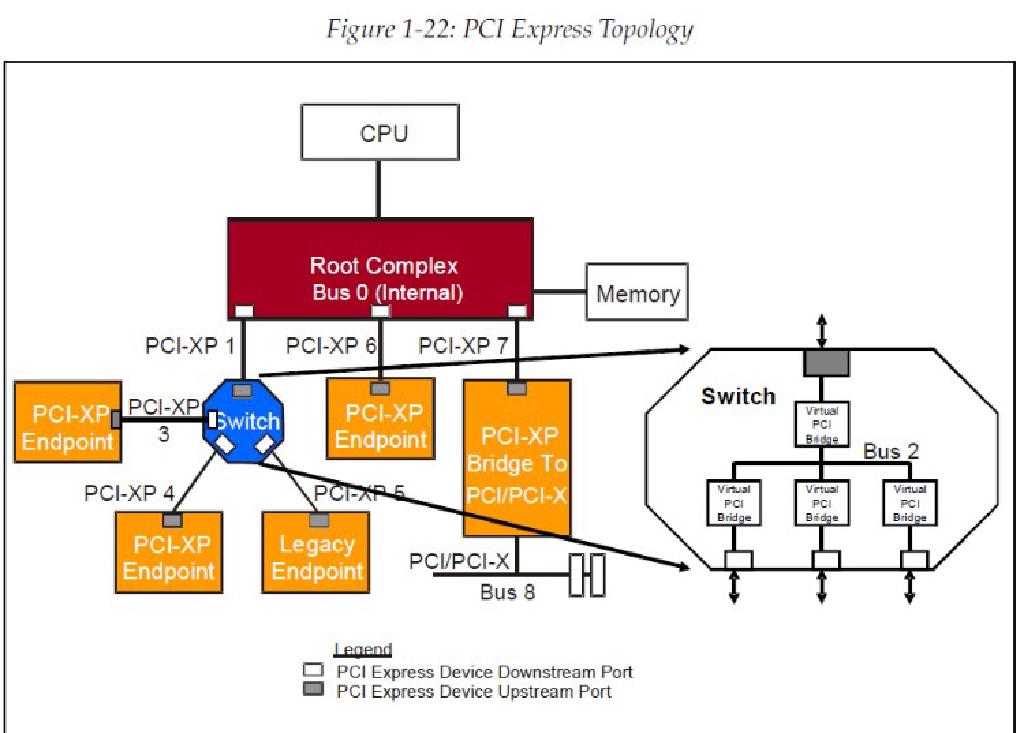 Figure 1-22: PCI Express Topology
CPU
Root Complex
Bus 0 (Internal)
Memory
PCI-XP 1
PCI-XP 6
PCI-XP 7
PCI-XP
Endpoint
PCI-XP
3
Switch
PCI-XP
Endpoint
PCI-XP
Bridge To
PCI/PCI-X
PCI-XP 4
PCI-XP 5
PCI-XP
Endpoint
Legacy
Endpoint
PCI/PCI-X
Bus 8
Switch
Virtual
PCI
Bridge
Bus 2
Virtual
PCI
Bridge
Virtual
PCI
Bridge
Virtual
PCI
Bridge
Legend
PCI Express Device Downstream Port
PCI Express Device Upstream Port